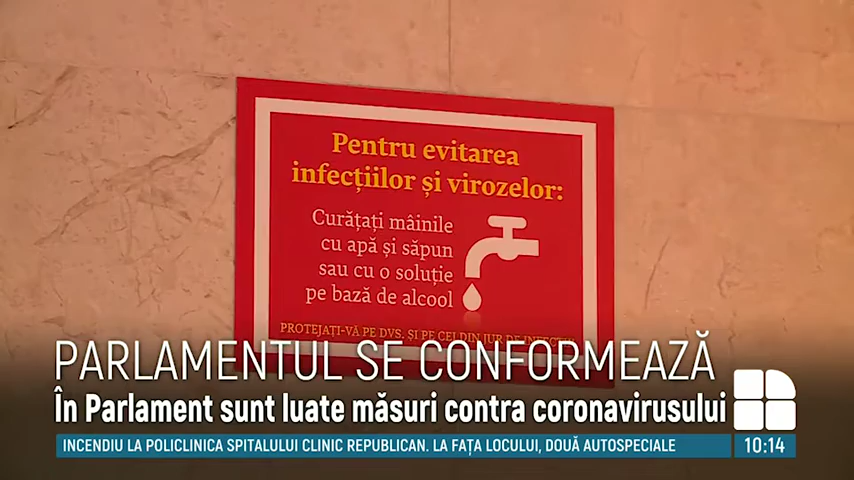 Pentru evitarea
infecțiilor și virozelor:
Curățați mâinile
cu apă și săpun
sau cu o soluție
pe bază de alcool
PROTEJAȚI-VĂ PE DVS. ȘI PE CEI DIN JUR DE
PARLAMENTUL SE CONFORMEAZĂ
În Parlament sunt luate măsuri contra coronavirusului
INCENDIU LA POLICLINICA SPITALULUI CLINIC REPUBLICAN. LA FAȚA LOCULUI, DOUĂ AUTOSPECIALE
10:14